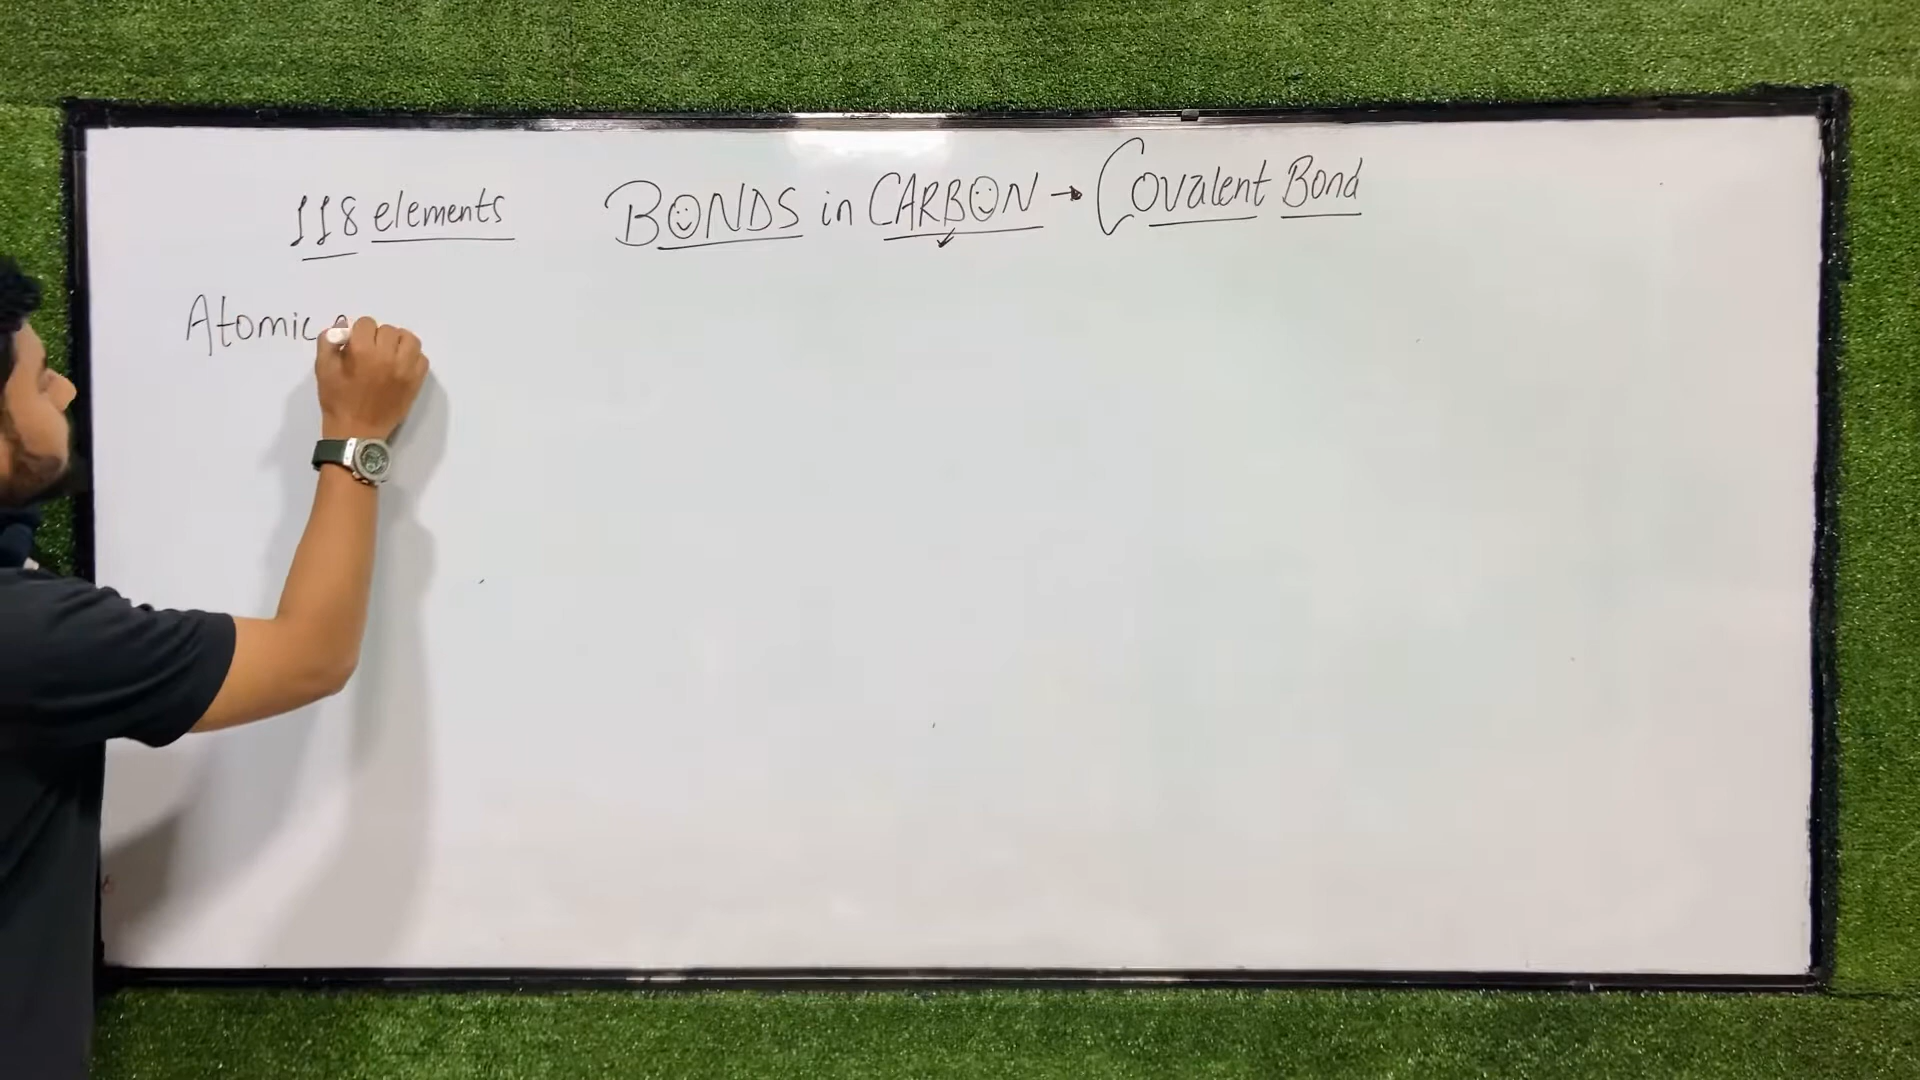 118 elements
BONDS in CARBON → Covalent Bond
Atomic